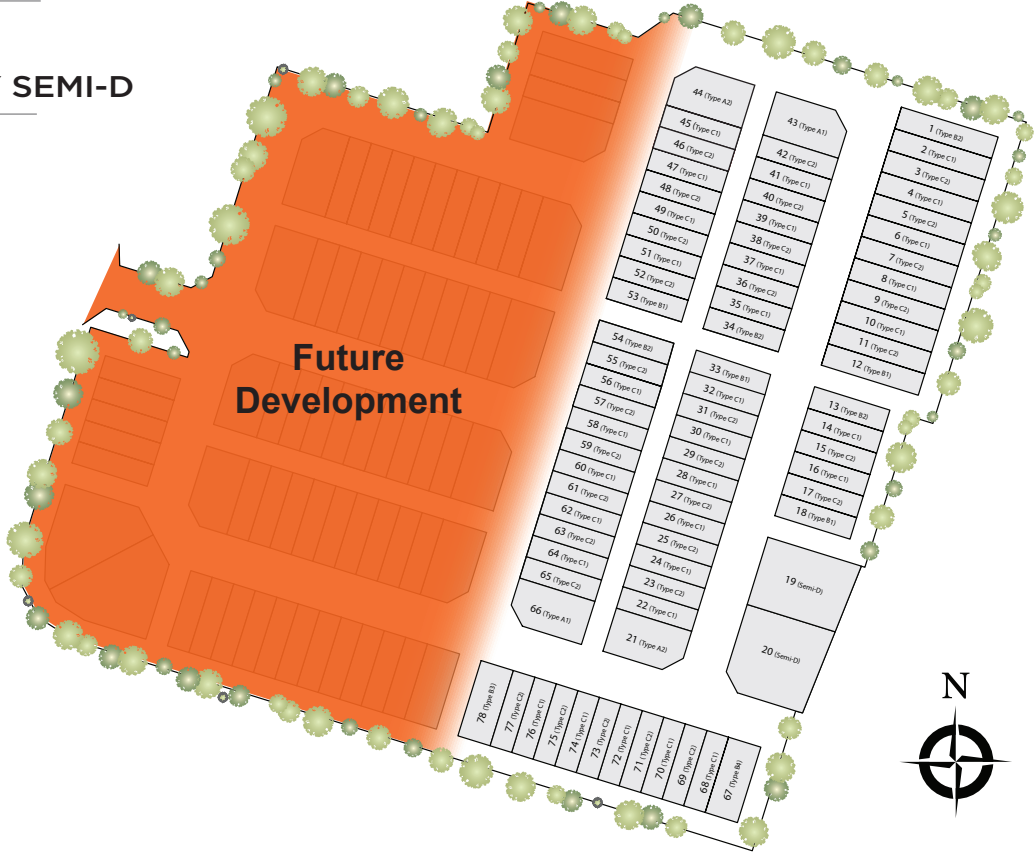 SEMI-D
Future
Development
44 (Type A2)
45 (Type C1)
46 (Type C2)
47 (Type C1)
48 (Type C2)
49 (Type C1)
50 (Type C2)
51 (Type C1)
52 (Type C2)
53 (Type B1)
43 (Type A1)
42 (Type C2)
41 (Type C1)
40 (Type C2)
39 (Type C1)
38 (Type C2)
37 (Type C1)
36 (Type C2)
35 (Type C1)
34 (Type B2)
1 (Type B2)
2 (Type C1)
3 (Type C2)
4 (Type C1)
5 (Type C2)
6 (Type C1)
7 (Type C2)
8 (Type C1)
9 (Type C2)
10 (Type C1)
11 (Type C2)
12 (Type B1)
54 (Type B2)
55 (Type C2)
56 (Type C1)
57 (Type C2)
58 (Type C1)
59 (Type C2)
60 (Type C1)
61 (Type C2)
62 (Type C1)
63 (Type C2)
64 (Type C1)
65 (Type C2)
66 (Type A1)
33 (Type B1)
32 (Type C1)
31 (Type C2)
30 (Type C1)
29 (Type C2)
28 (Type C1)
27 (Type C2)
26 (Type C1)
25 (Type C2)
24 (Type C1)
23 (Type C2)
22 (Type C1)
21 (Type A2)
13 (Type B2)
14 (Type C1)
15 (Type C2)
16 (Type C1)
17 (Type C2)
18 (Type B1)
19 (Semi-D)
20 (Semi-D)
78 (Type B3)
77 (Type C2)
76 (Type C1)
75 (Type C2)
74 (Type C1)
73 (Type C2)
72 (Type C1)
71 (Type C2)
70 (Type C1)
69 (Type C2)
68 (Type C1)
67 (Type B4)
N